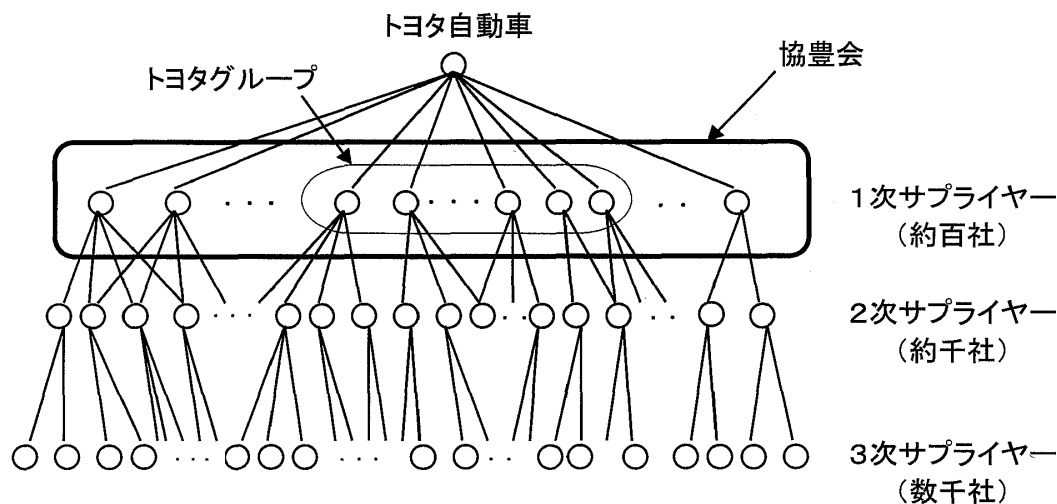 トヨタ自動車
協豊会
トヨタグループ
1次サプライヤー
（約百社）
2次サプライヤー
（約千社）
3次サプライヤー
（数千社）